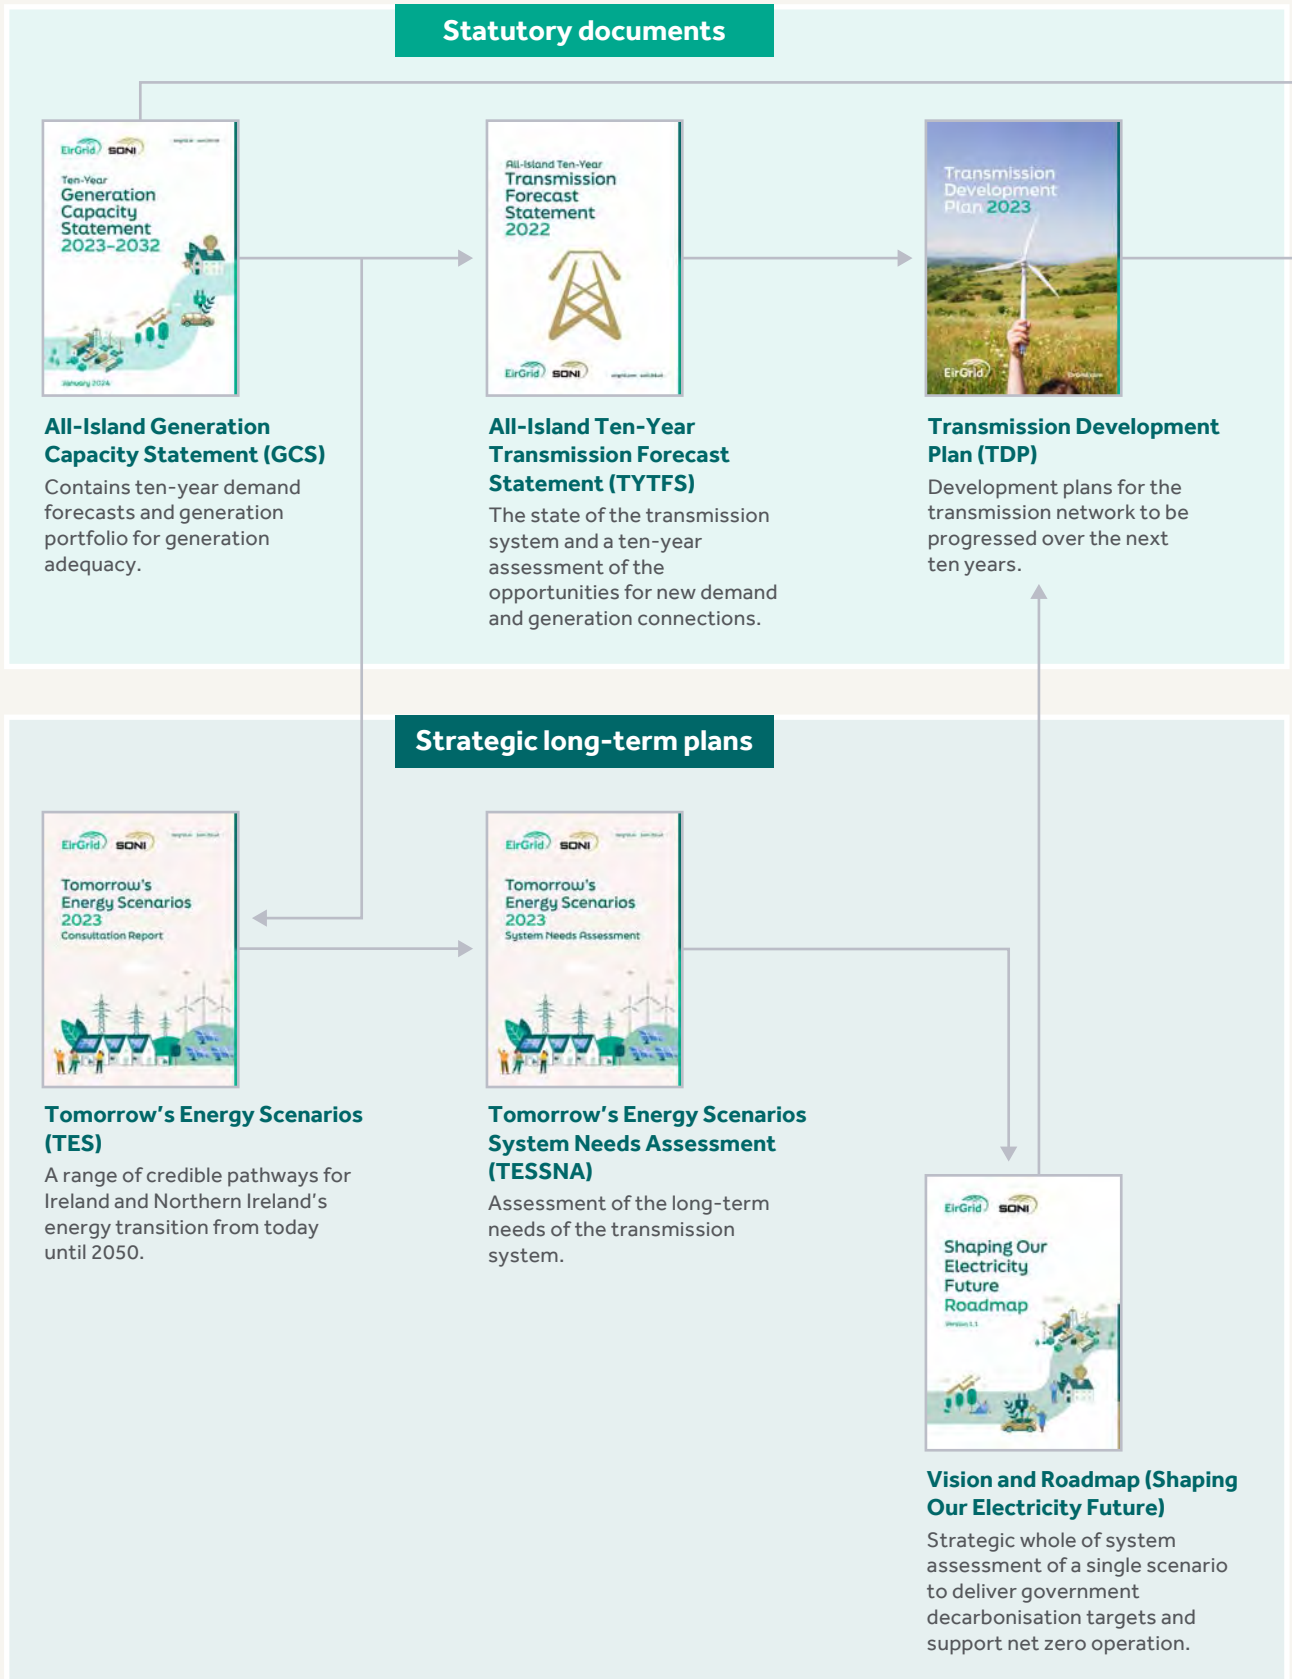 Statutory documents
EirGrid SONI
Ten-Year
Generation
Capacity
Statement
2023–2032
January 2024
All-Island Ten-Year
Transmission
Forecast
Statement
2022
EirGrid SONI
Transmission
Development
Plan 2023
EirGrid
EirGrid.com
All-Island Generation
Capacity Statement (GCS)
Contains ten-year demand
forecasts and generation
portfolio for generation
adequacy.
All-Island Ten-Year
Transmission Forecast
Statement (TYTFS)
The state of the transmission
system and a ten-year
assessment of the
opportunities for new demand
and generation connections.
Transmission Development
Plan (TDP)
Development plans for the
transmission network to be
progressed over the next
ten years.
Strategic long-term plans
EirGrid SONI
Tomorrow's
Energy Scenarios
2023
Consultation Report
EirGrid SONI
Tomorrow's
Energy Scenarios
2023
System Needs Assessment
Tomorrow's Energy Scenarios
(TES)
A range of credible pathways for
Ireland and Northern Ireland's
energy transition from today
until 2050.
Tomorrow's Energy Scenarios
System Needs Assessment
(TESSNA)
Assessment of the long-term
needs of the transmission
system.
EirGrid SONI
Shaping Our
Electricity
Future
Roadmap
Version 1.1
Vision and Roadmap (Shaping
Our Electricity Future)
Strategic whole of system
assessment of a single scenario
to deliver government
decarbonisation targets and
support net zero operation.